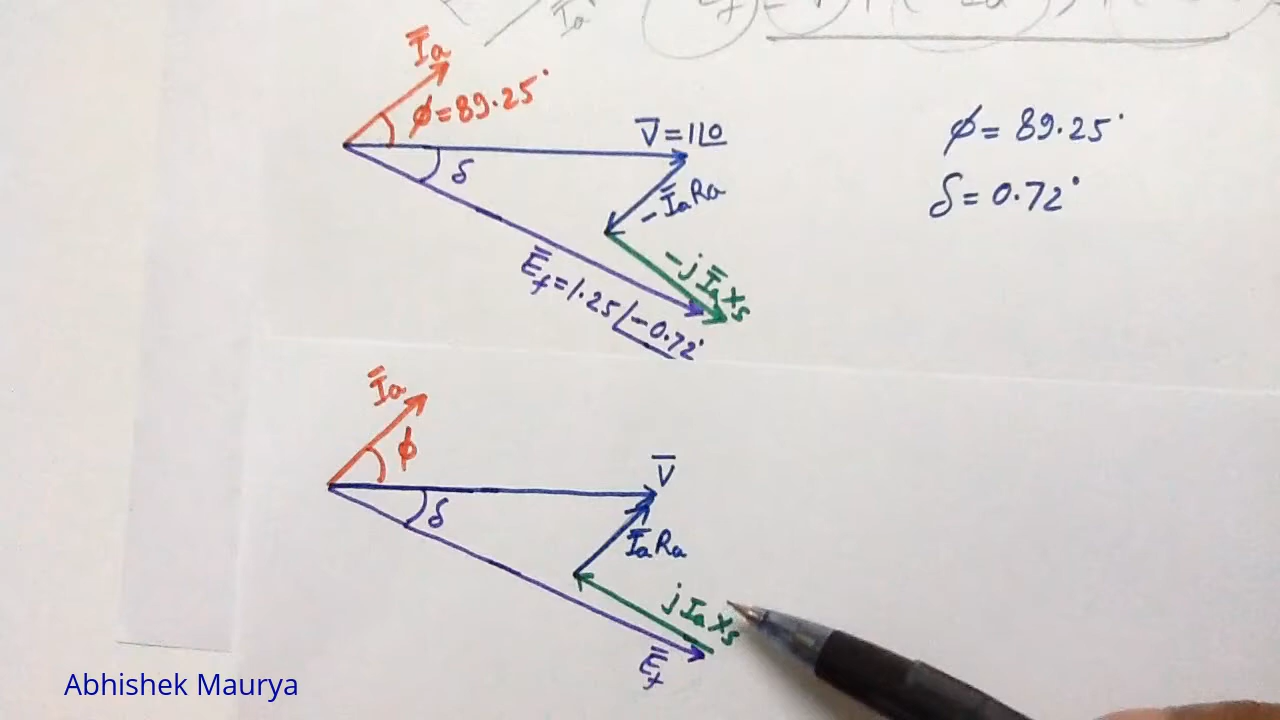 Īa
ϕ = 89.25°
V̄ = 1∠0
ϕ = 89.25°
δ
δ = 0.72°
-ĪaRa
-jĪaXs
Ēf = 1.25∠-0.72°
Īa
ϕ
V̄
δ
ĪaRa
jIaXs
Ēf
Abhishek Maurya